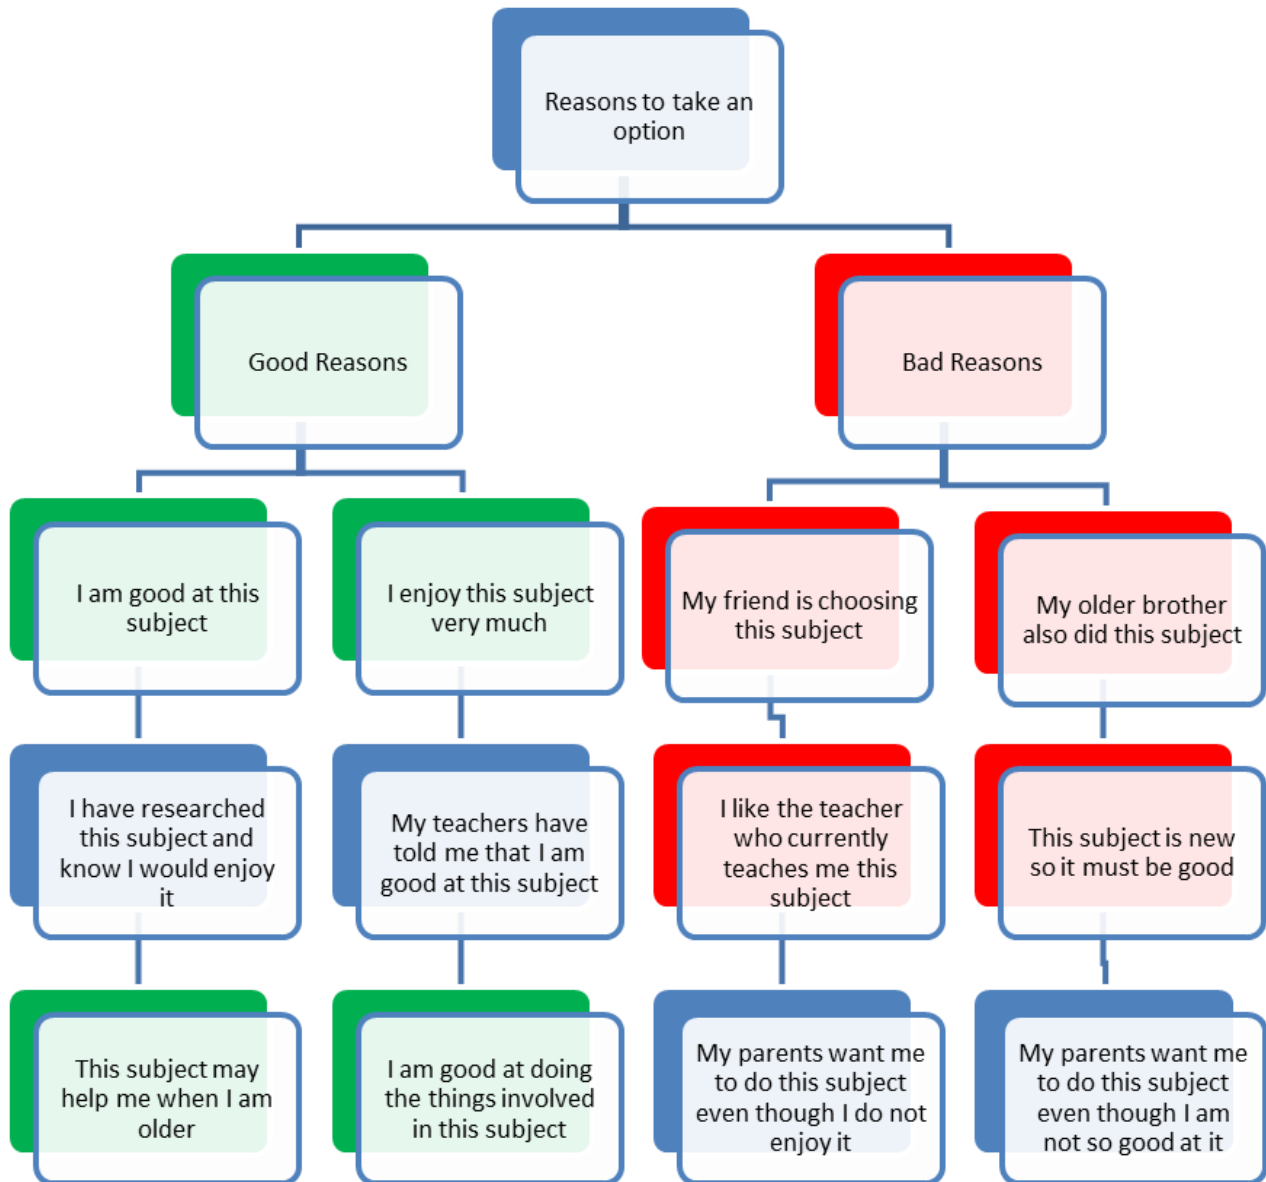 Reasons to take an
option
Good Reasons
Bad Reasons
I am good at this
subject
I enjoy this subject
very much
My friend is choosing
this subject
My older brother
also did this subject
I have researched
this subject and
know I would enjoy
it
My teachers have
told me that I am
good at this subject
I like the teacher
who currently
teaches me this
subject
This subject is new
so it must be good
This subject may
help me when I am
older
I am good at doing
the things involved
in this subject
My parents want me
to do this subject
even though I do not
enjoy it
My parents want me
to do this subject
even though I am
not so good at it